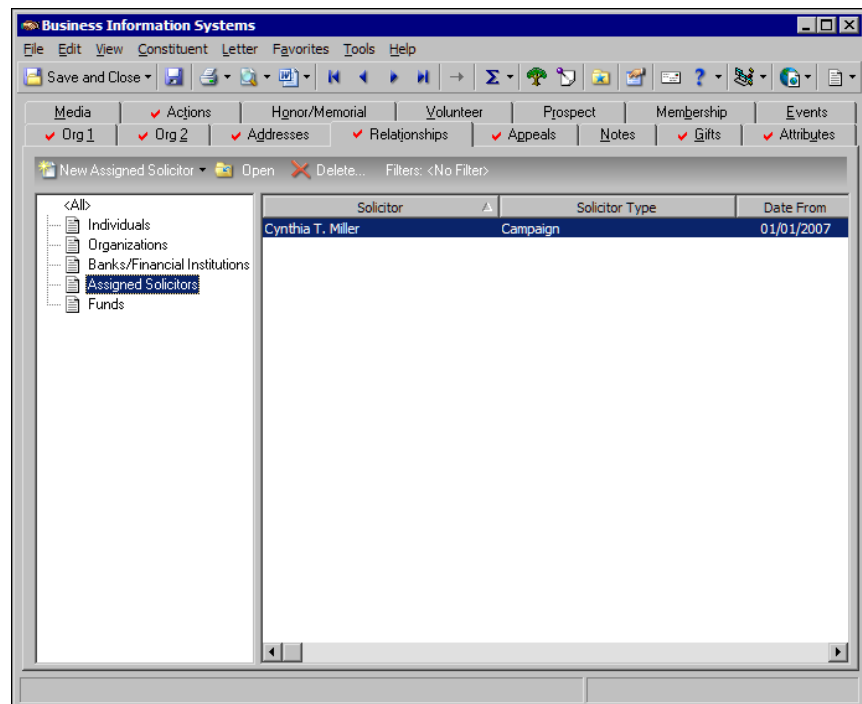 Business Information Systems
File Edit View Constituent Letter Favorites Tools Help
Save and Close
Media Actions Honor/Memorial Volunteer Prospect Membership Events
Org 1 Org 2 Addresses Relationships Appeals Notes Gifts Attributes
New Assigned Solicitor Open Delete... Filters: <No Filter>
<All>
Individuals
Organizations
Banks/Financial Institutions
Assigned Solicitors
Funds
Solicitor Solicitor Type Date From
Cynthia T. Miller Campaign 01/01/2007